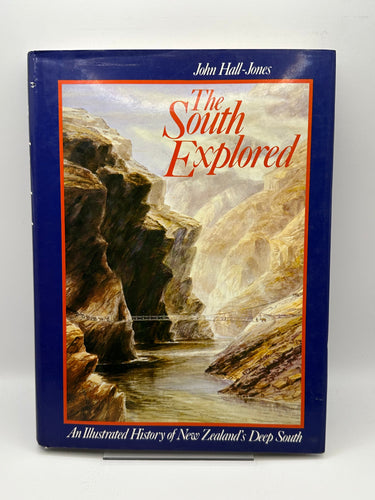 John Hall-Jones
The
South
Explored
An Illustrated History of New Zealand's Deep South